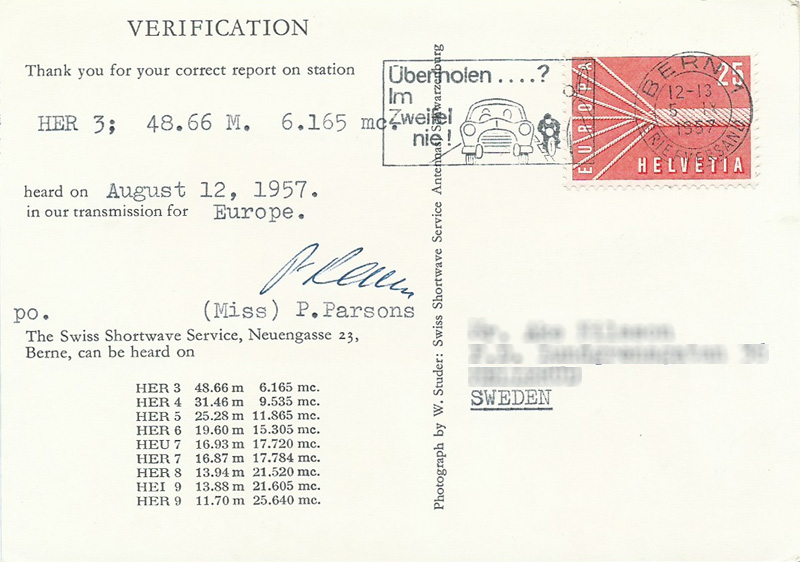 VERIFICATION
Thank you for your correct report on station
HER 3; 48.66 M. 6.165 mc.
heard on August 12, 1957.
in our transmission for Europe.
po. (Miss) P.Parsons
The Swiss Shortwave Service, Neuengasse 23,
Berne, can be heard on
HER 3 48.66 m 6.165 mc.
HER 4 31.46 m 9.535 mc.
HER 5 25.28 m 11.865 mc.
HER 6 19.60 m 15.305 mc.
HEU 7 16.93 m 17.720 mc.
HER 7 16.87 m 17.784 mc.
HER 8 13.94 m 21.520 mc.
HEI 9 13.88 m 21.605 mc.
HER 9 11.70 m 25.640 mc.
Photograph by W. Studer: Swiss Shortwave Service Antennas, Schwarzenburg
Überholen ....?
Im
Zweifel
nie!
EUROPA
25
HELVETIA
BERN 1
12-13
5 IX
1957
BRIEFVERSAND
SWEDEN